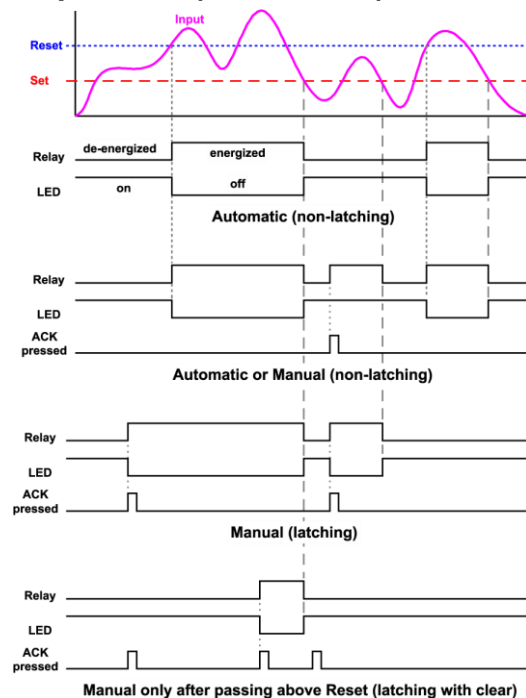 Input
Reset
Set
de-energized energized
Relay
LED on off
Automatic (non-latching)
Relay
LED
ACK
pressed
Automatic or Manual (non-latching)
Relay
LED
ACK
pressed
Manual (latching)
Relay
LED
ACK
pressed
Manual only after passing above Reset (latching with clear)